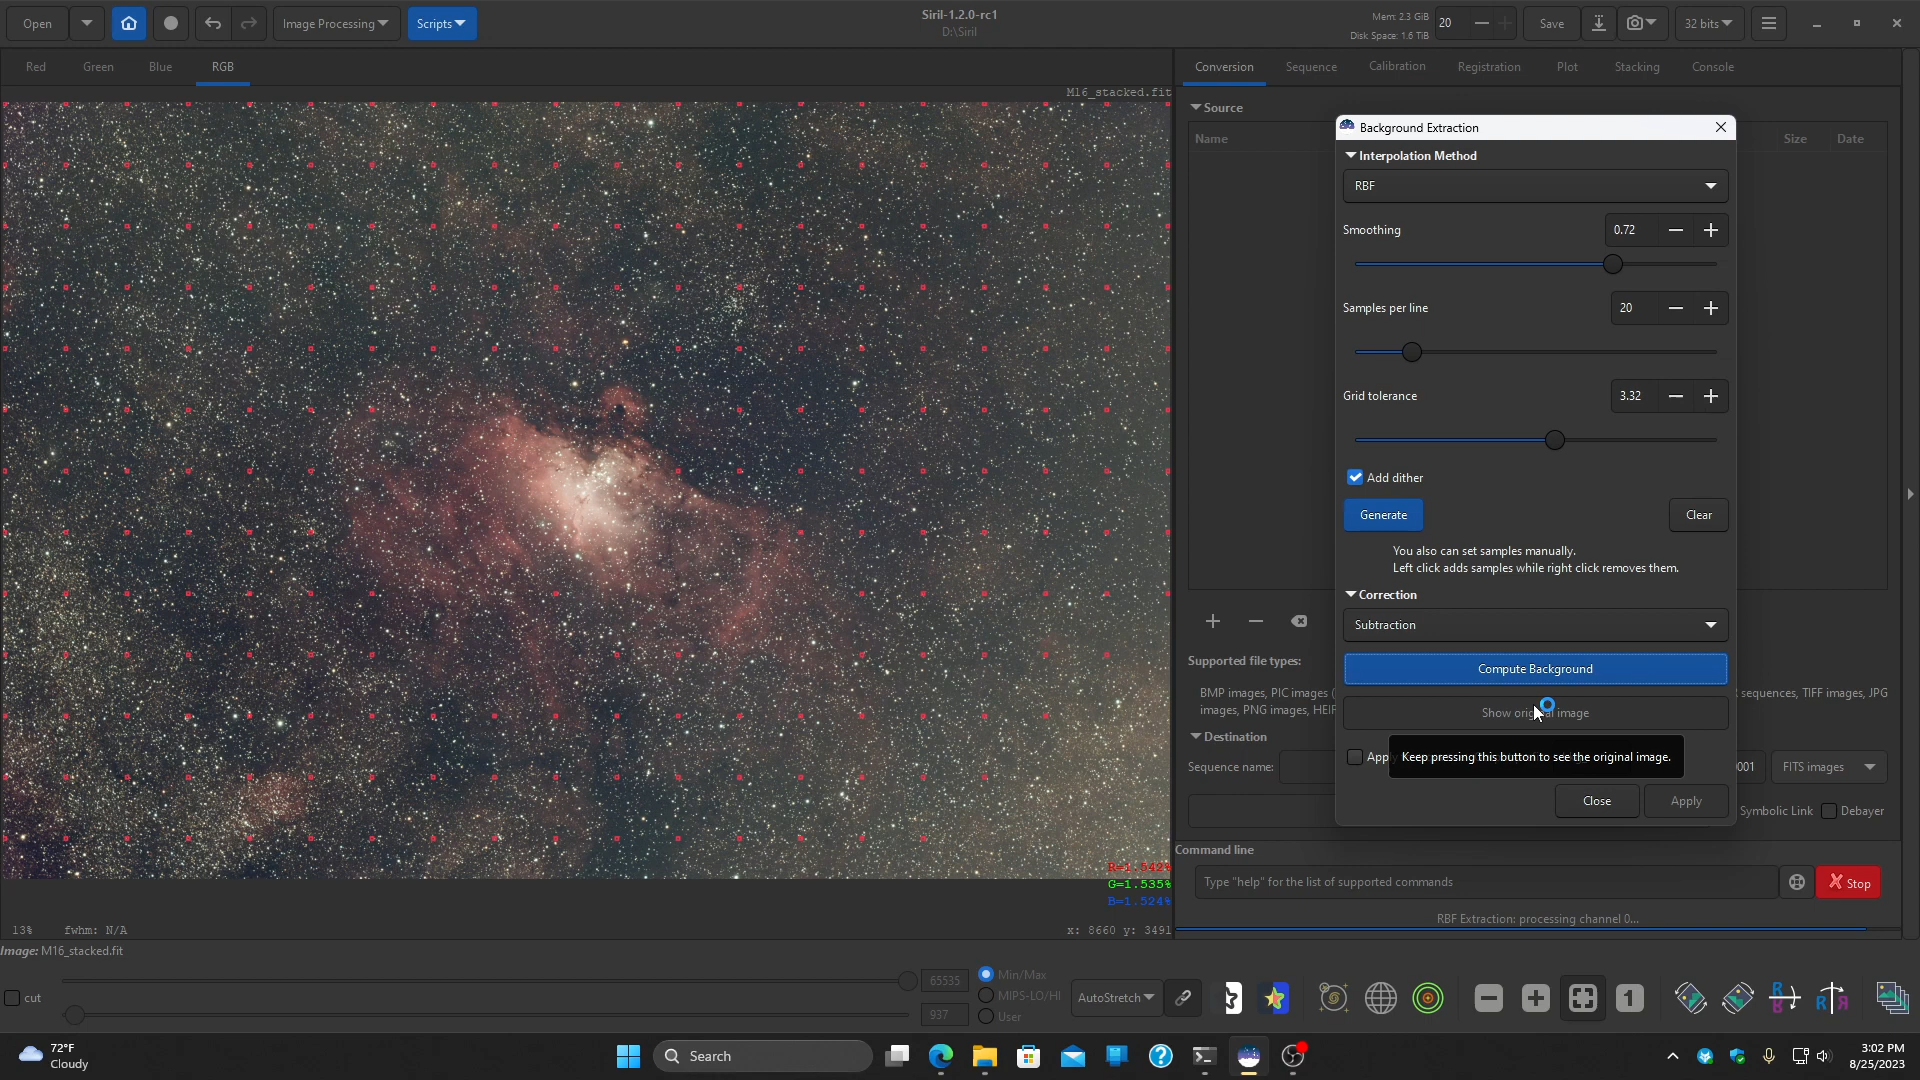 Open
Image Processing
Scripts
Siril-1.2.0-rc1
D:\Siril
Mem: 2.3 GiB
Disk Space: 1.6 TiB
20
Save
32 bits
Red
Green
Blue
RGB
M16_stacked.fit
Conversion
Sequence
Calibration
Registration
Plot
Stacking
Console
Source
Name
Size
Date
Background Extraction
Interpolation Method
RBF
Smoothing
0.72
Samples per line
20
Grid tolerance
3.32
Add dither
Generate
Clear
You also can set samples manually.
Left click adds samples while right click removes them.
Correction
Subtraction
Compute Background
Show original image
Keep pressing this button to see the original image.
Close
Apply
Supported file types:
BMP images, PIC images (
sequences, TIFF images, JPG
images, PNG images, HEIF
Destination
Sequence name:
001
FITS images
Symbolic Link
Debayer
Command line
Type "help" for the list of supported commands
Stop
RBF Extraction: processing channel 0...
R=1.542%
G=1.535%
B=1.524%
13%
fwhm: N/A
x: 8660 y: 3491
Image: M16_stacked.fit
cut
65535
937
Min/Max
MIPS-LO/HI
User
AutoStretch
1
R
R
R R
72°F
Cloudy
Search
3:02 PM
8/25/2023